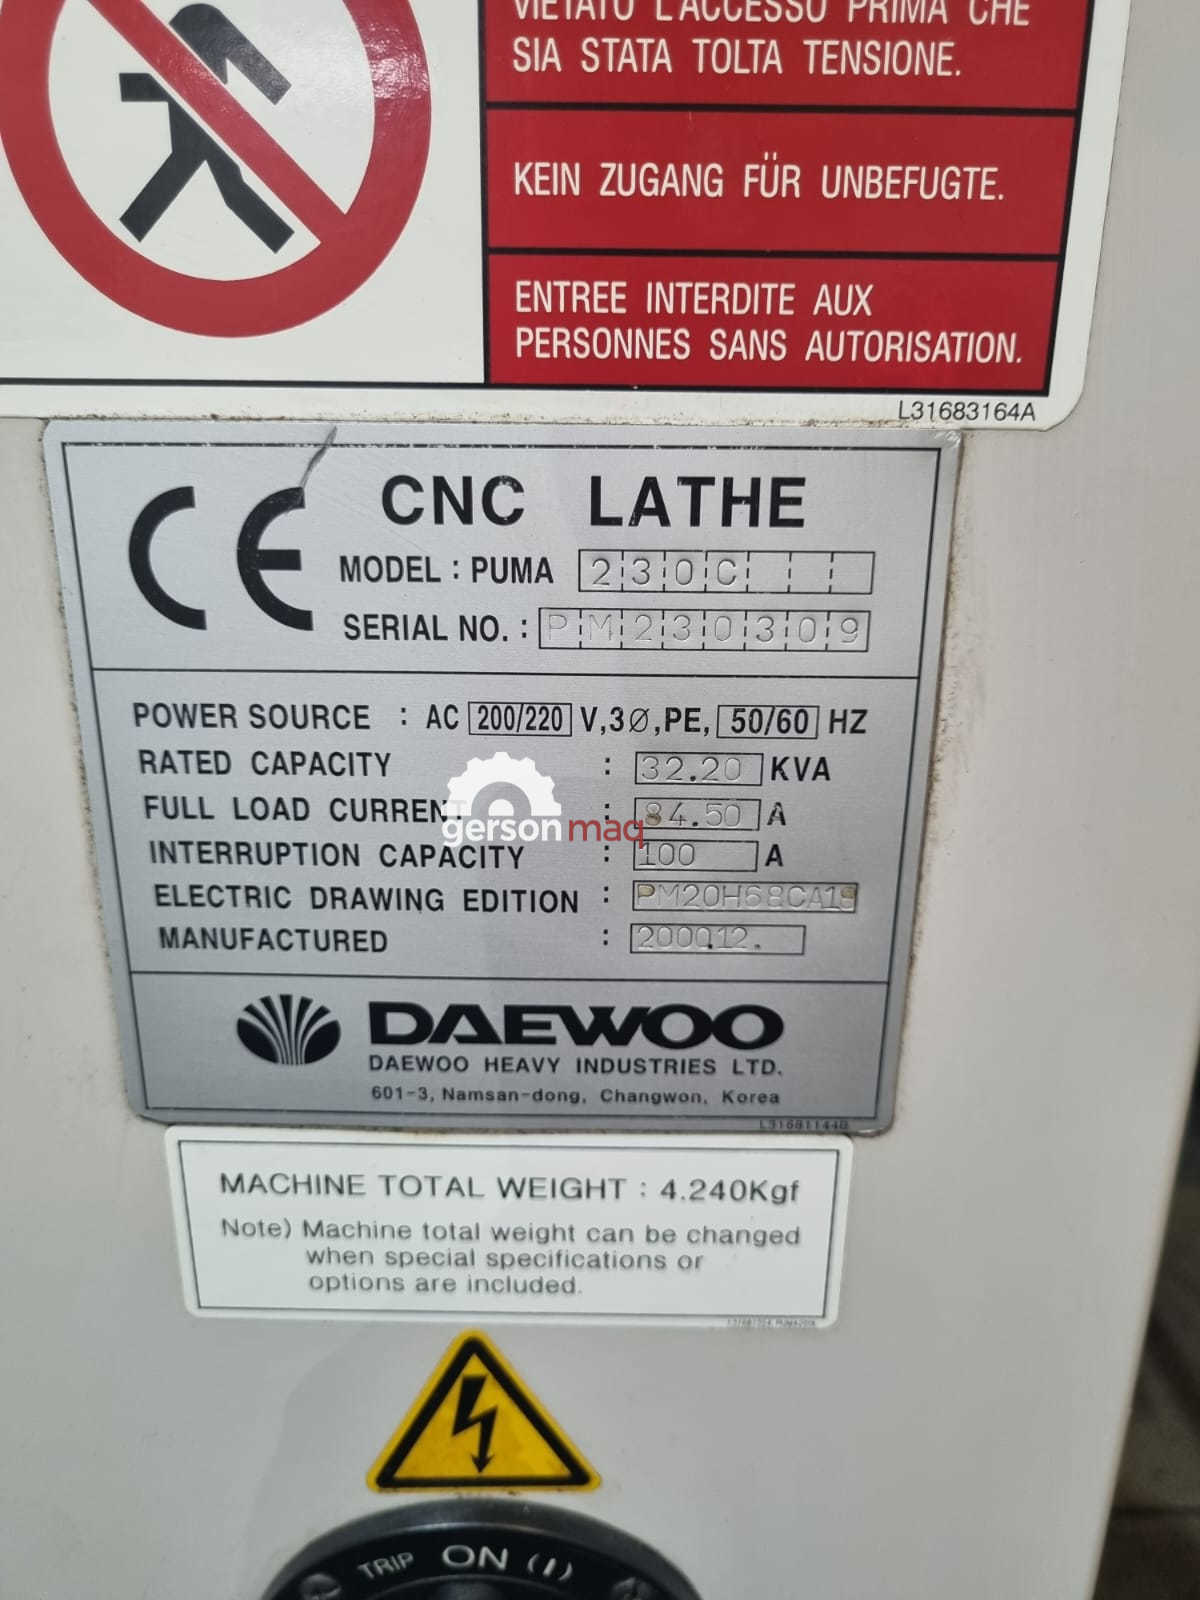 VIETATO L'ACCESSO PRIMA CHE
SIA STATA TOLTA TENSIONE.
KEIN ZUGANG FÜR UNBEFUGTE.
ENTREE INTERDITE AUX
PERSONNES SANS AUTORISATION.
L31683164A
CE
CNC LATHE
MODEL : PUMA 230C
SERIAL NO. : PM230309
POWER SOURCE : AC 200/220 V,3Ø,PE, 50/60 HZ
RATED CAPACITY : 32.20 KVA
FULL LOAD CURRENT : 84.50 A
gersonmaq
INTERRUPTION CAPACITY : 100 A
ELECTRIC DRAWING EDITION : PM20H68CA18
MANUFACTURED : 2000.12.
DAEWOO
DAEWOO HEAVY INDUSTRIES LTD.
601-3, Namsan-dong, Changwon, Korea
MACHINE TOTAL WEIGHT : 4.240Kgf
Note) Machine total weight can be changed
when special specifications or
options are included.
TRIP ON (I)